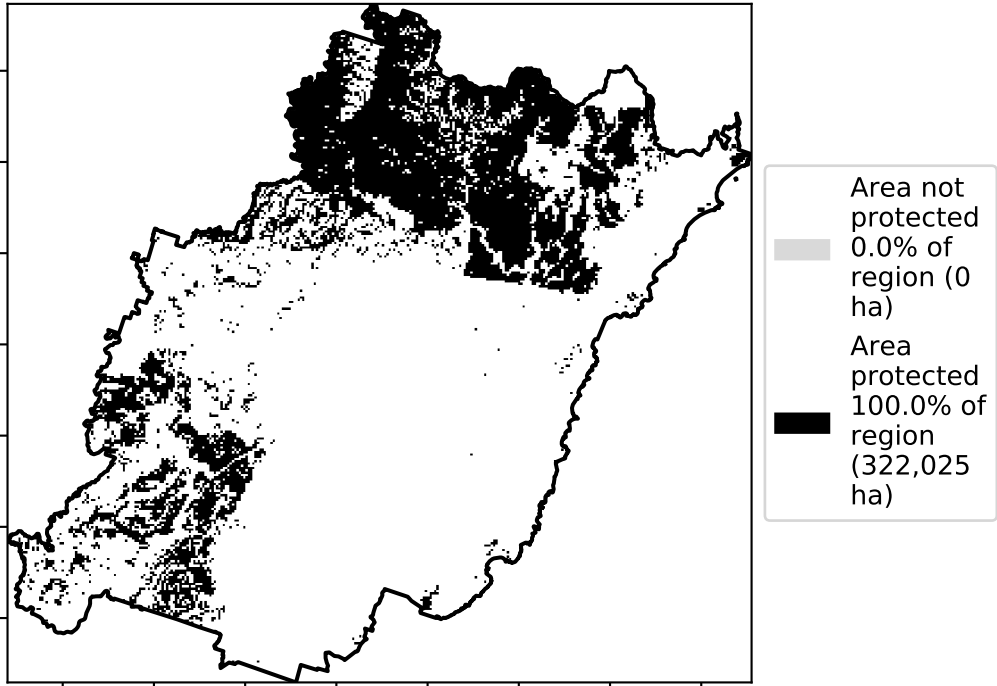 Area not
protected
0.0% of
region (0
ha)
Area
protected
100.0% of
region
(322,025
ha)